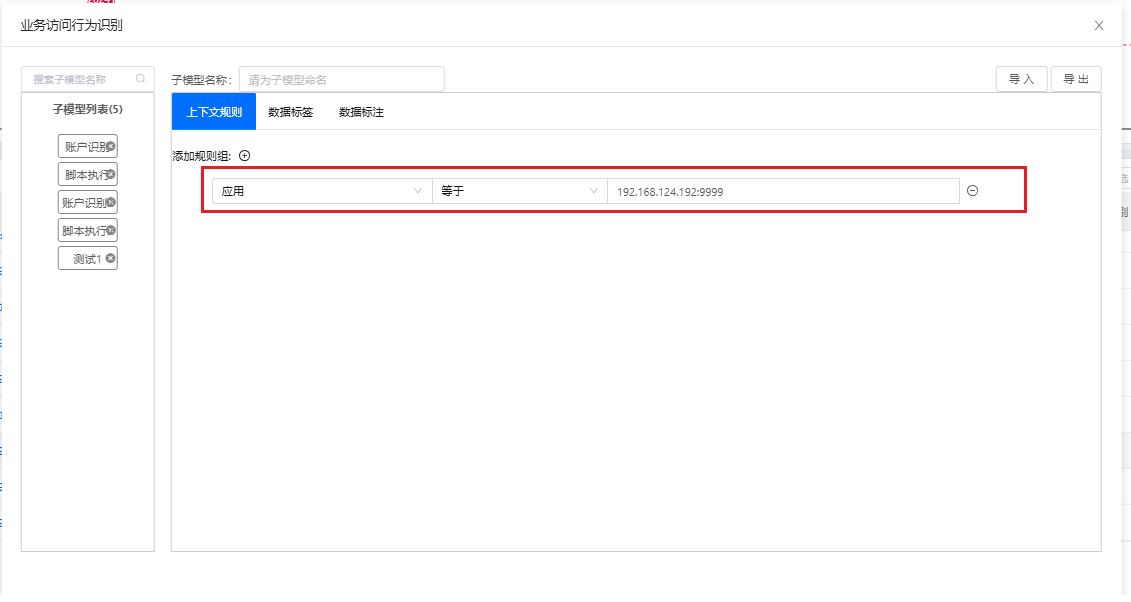 业务访问行为识别
搜索子模型名称
子模型名称：
请为子模型命名
导入
导出
子模型列表(5)
账户识别
脚本执行
账户识别
脚本执行
测试1
上下文规则
数据标签
数据标注
添加规则组:
应用
等于
192.168.124.192:9999
选
别